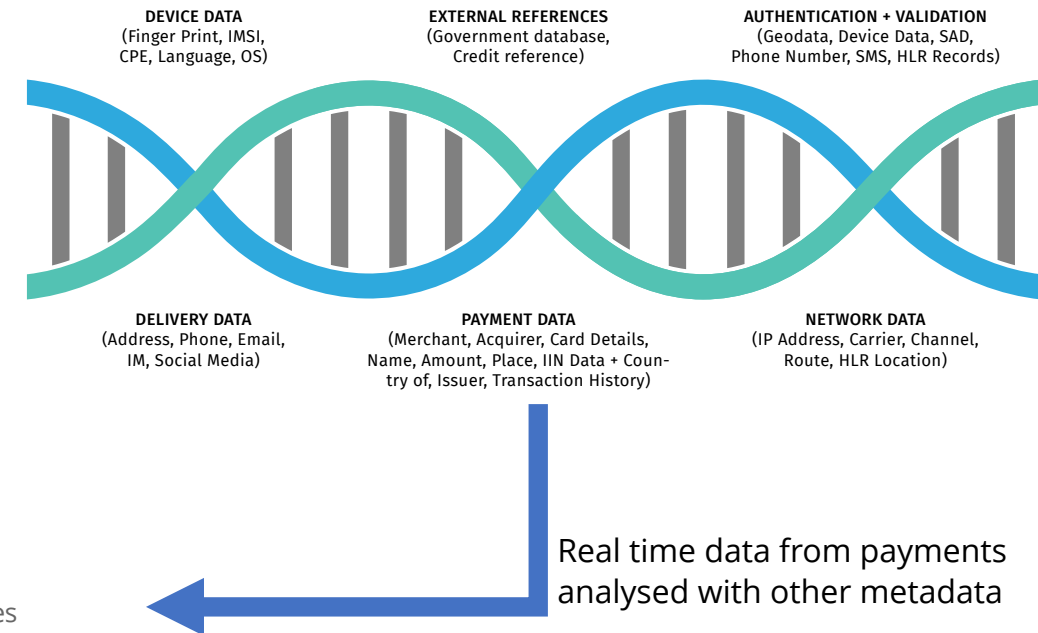 DEVICE DATA
(Finger Print, IMSI,
CPE, Language, OS)
EXTERNAL REFERENCES
(Government database,
Credit reference)
AUTHENTICATION + VALIDATION
(Geodata, Device Data, SAD,
Phone Number, SMS, HLR Records)
DELIVERY DATA
(Address, Phone, Email,
IM, Social Media)
PAYMENT DATA
(Merchant, Acquirer, Card Details,
Name, Amount, Place, IIN Data + Coun-
try of, Issuer, Transaction History)
NETWORK DATA
(IP Address, Carrier, Channel,
Route, HLR Location)
Real time data from payments
analysed with other metadata